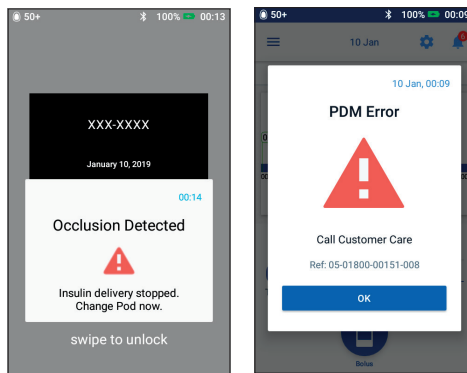 50+ 100% 00:13
XXX-XXXX
January 10, 2019
00:14
Occlusion Detected
Insulin delivery stopped.
Change Pod now.
swipe to unlock
50+ 100% 00:09
10 Jan 6
10 Jan, 00:09
PDM Error
Call Customer Care
Ref: 05-01800-00151-008
OK
Bolus